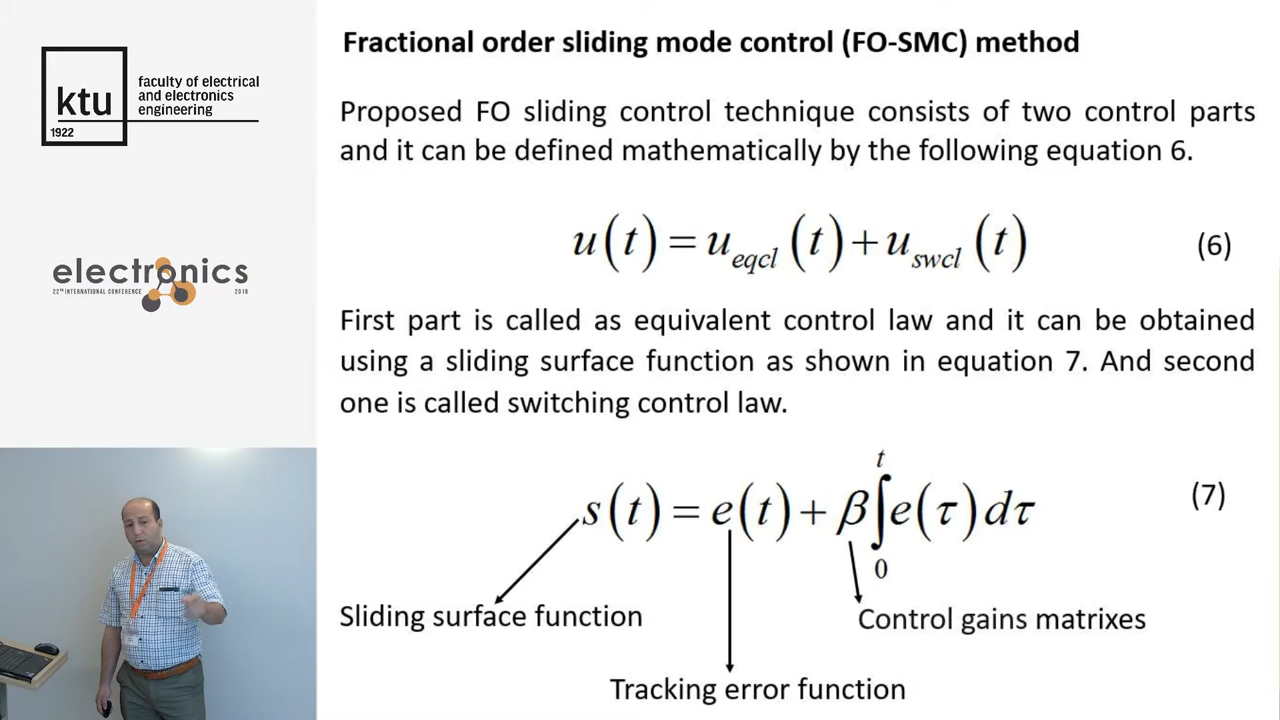 ktu
1922
faculty of electrical
and electronics
engineering
electronics
22ᴺᴰ INTERNATIONAL CONFERENCE 2018
Fractional order sliding mode control (FO-SMC) method
Proposed FO sliding control technique consists of two control parts
and it can be defined mathematically by the following equation 6.
u(t) = u_eqcl (t) + u_swcl (t) (6)
First part is called as equivalent control law and it can be obtained
using a sliding surface function as shown in equation 7. And second
one is called switching control law.
s(t) = e(t) + β∫₀ᵗ e(τ)dτ (7)
Sliding surface function
Control gains matrixes
Tracking error function